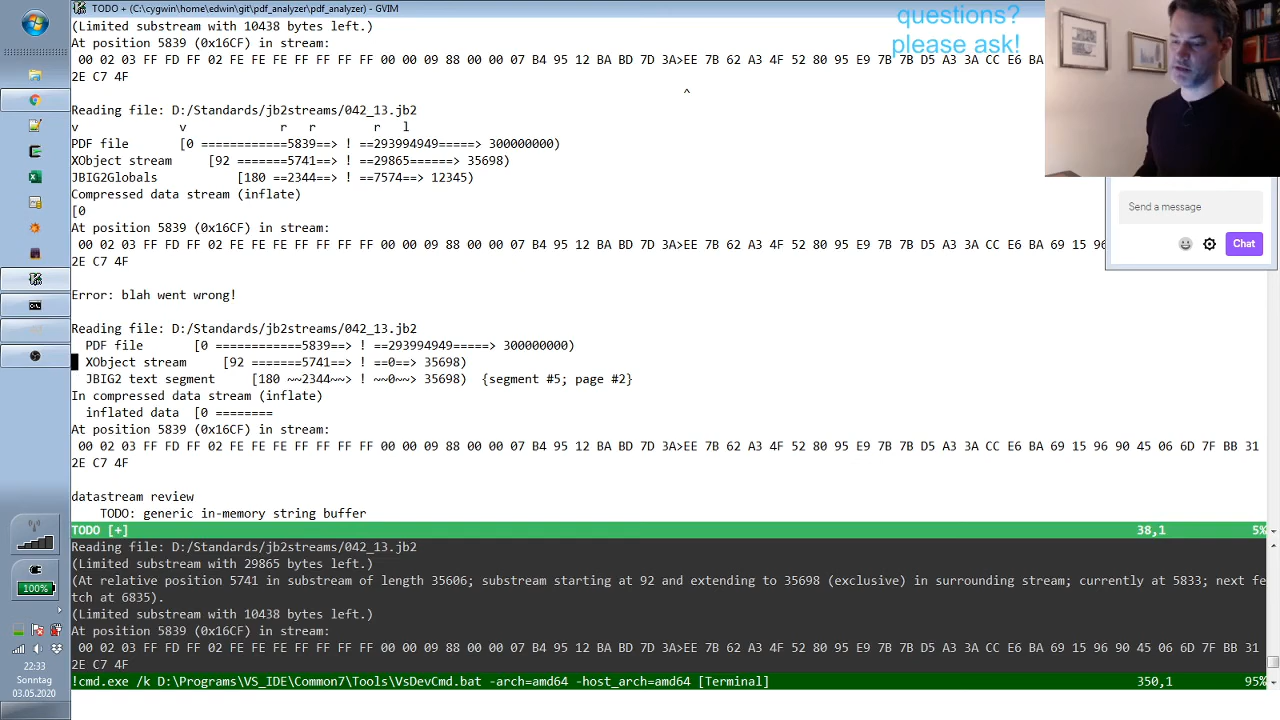 TODO + (C:\cygwin\home\edwin\git\pdf_analyzer\pdf_analyzer) - GVIM
questions?
please ask!
(Limited substream with 10438 bytes left.)
At position 5839 (0x16CF) in stream:
00 02 03 FF FD FF 02 FE FE FE FE FF FF FF 00 00 09 88 00 00 07 B4 95 12 BA BD 7D 3A>EE 7B 62 A3 4F 52 80 95 E9 7B 7B D5 A3 3A CC E6 BA
2E C7 4F
^
Reading file: D:/Standards/jb2streams/042_13.jb2
v v r r r l
PDF file [0 ============5839==> ! ==293994949=====> 300000000)
XObject stream [92 =======5741==> ! ==29865======> 35698)
JBIG2Globals [180 ==2344==> ! ==7574==> 12345)
Compressed data stream (inflate)
[0
At position 5839 (0x16CF) in stream:
00 02 03 FF FD FF 02 FE FE FE FE FF FF FF 00 00 09 88 00 00 07 B4 95 12 BA BD 7D 3A>EE 7B 62 A3 4F 52 80 95 E9 7B 7B D5 A3 3A CC E6 BA 69 15 96
2E C7 4F
Error: blah went wrong!
Reading file: D:/Standards/jb2streams/042_13.jb2
PDF file [0 ============5839==> ! ==293994949=====> 300000000)
XObject stream [92 =======5741==> ! ==0==> 35698)
JBIG2 text segment [180 ~~2344~~> ! ~~0~~> 35698) {segment #5; page #2}
In compressed data stream (inflate)
inflated data [0 ========
At position 5839 (0x16CF) in stream:
00 02 03 FF FD FF 02 FE FE FE FE FF FF FF 00 00 09 88 00 00 07 B4 95 12 BA BD 7D 3A>EE 7B 62 A3 4F 52 80 95 E9 7B 7B D5 A3 3A CC E6 BA 69 15 96 90 45 06 6D 7F BB 31
2E C7 4F
datastream review
TODO: generic in-memory string buffer
TODO [+] 38,1 5%
Reading file: D:/Standards/jb2streams/042_13.jb2
(Limited substream with 29865 bytes left.)
(At relative position 5741 in substream of length 35606; substream starting at 92 and extending to 35698 (exclusive) in surrounding stream; currently at 5833; next fe
tch at 6835).
(Limited substream with 10438 bytes left.)
At position 5839 (0x16CF) in stream:
00 02 03 FF FD FF 02 FE FE FE FE FF FF FF 00 00 09 88 00 00 07 B4 95 12 BA BD 7D 3A>EE 7B 62 A3 4F 52 80 95 E9 7B 7B D5 A3 3A CC E6 BA 69 15 96 90 45 06 6D 7F BB 31
2E C7 4F
!cmd.exe /k D:\Programs\VS_IDE\Common7\Tools\VsDevCmd.bat -arch=amd64 -host_arch=amd64 [Terminal] 350,1 95%
Send a message
Chat
100%
22:33
Sonntag
03.05.2020